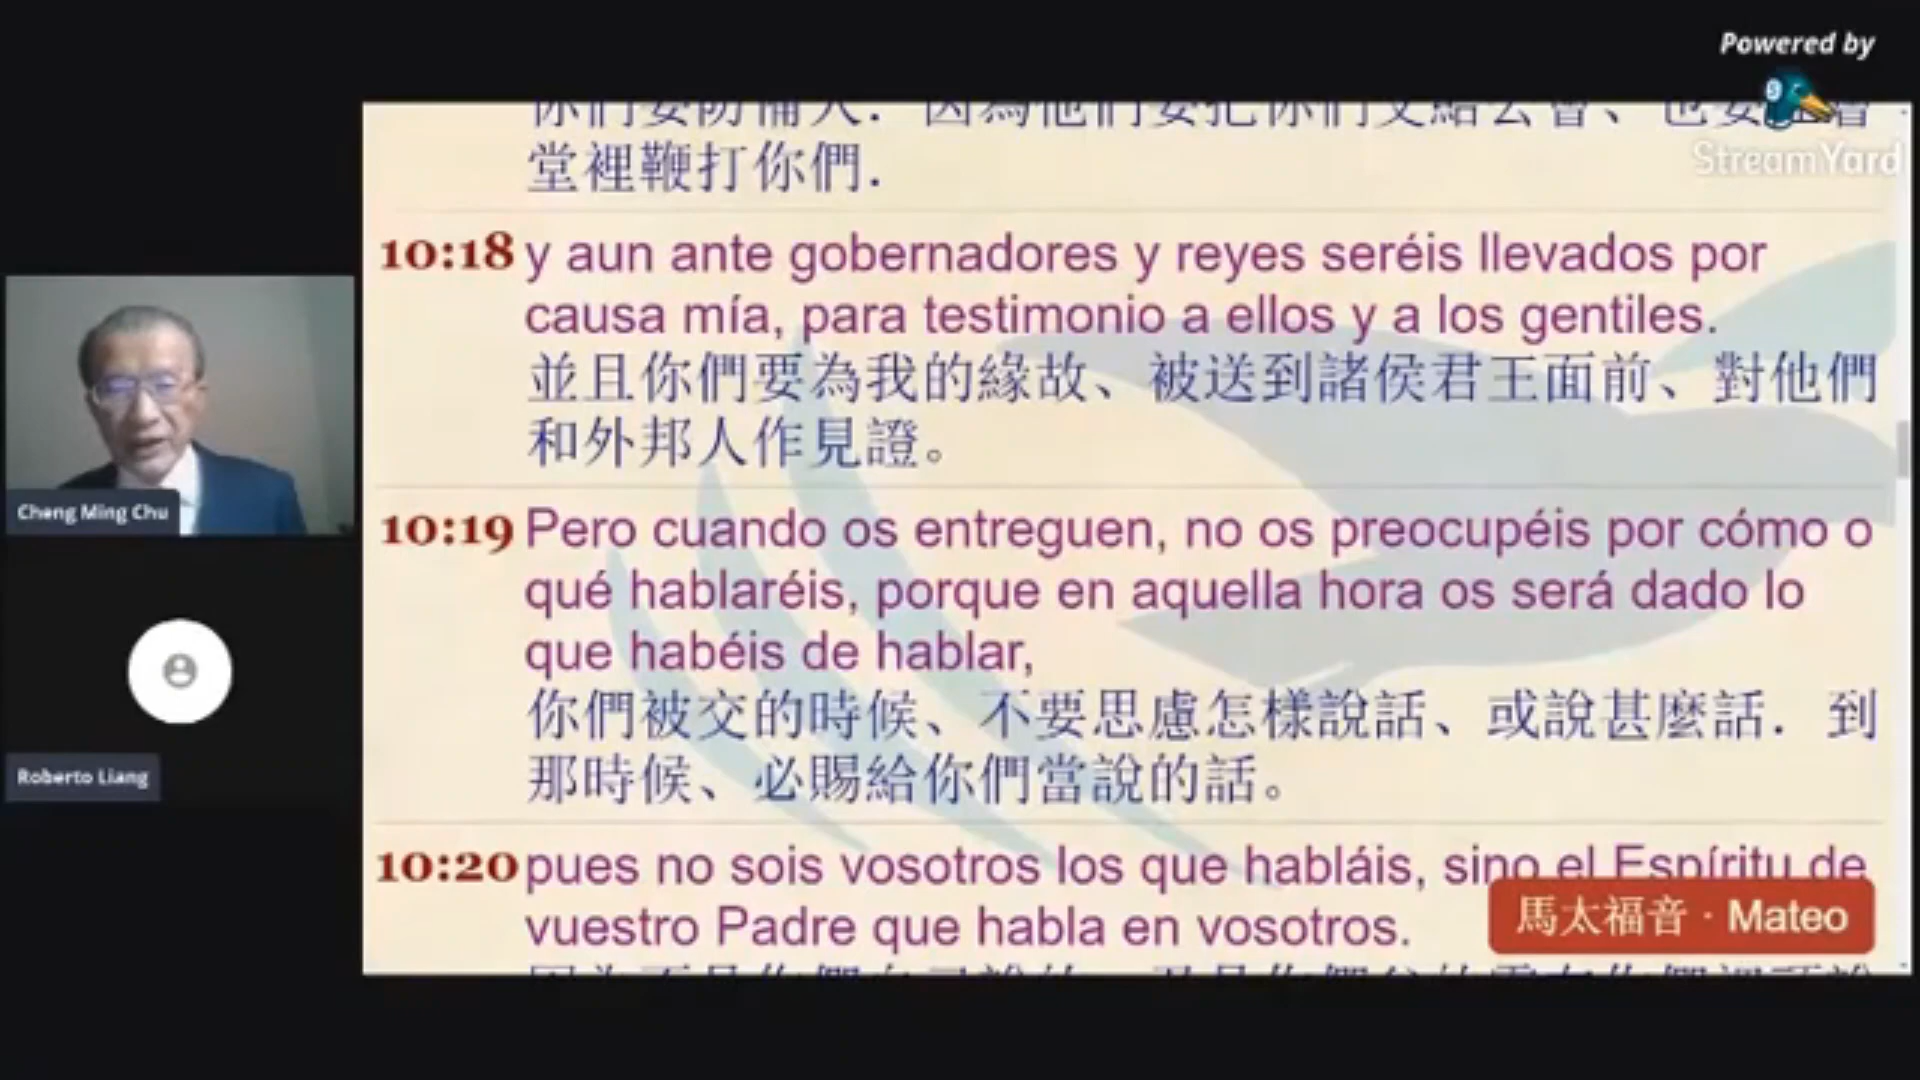 Powered by
StreamYard
堂裡鞭打你們.
10:18 y aun ante gobernadores y reyes seréis llevados por
causa mía, para testimonio a ellos y a los gentiles.
並且你們要為我的緣故、被送到諸侯君王面前、對他們
和外邦人作見證。
10:19 Pero cuando os entreguen, no os preocupéis por cómo o
qué hablaréis, porque en aquella hora os será dado lo
que habéis de hablar,
你們被交的時候、不要思慮怎樣說話、或說甚麼話. 到
那時候、必賜給你們當說的話。
10:20 pues no sois vosotros los que habláis, sino el Espíritu de
vuestro Padre que habla en vosotros.
馬太福音 · Mateo
Cheng Ming Chu
Roberto Liang